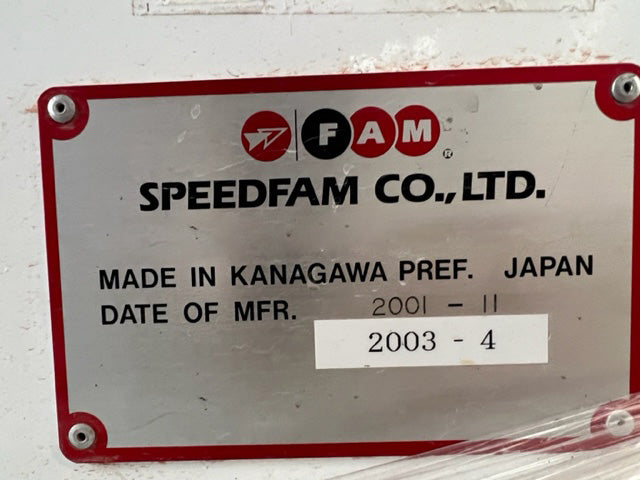 FAM®
SPEEDFAM CO.,LTD.
MADE IN KANAGAWA PREF. JAPAN
DATE OF MFR. 2001 - 11
2003 - 4